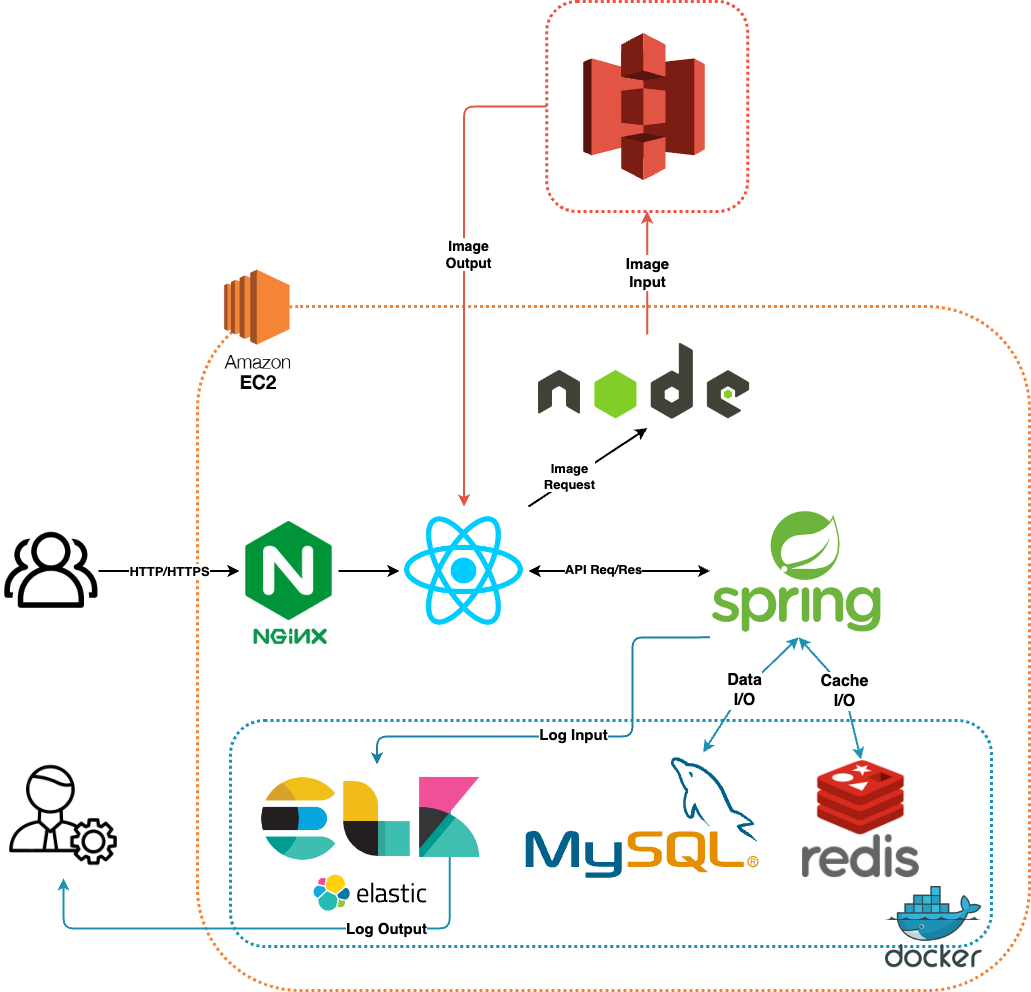 Image
Output
Image
Input
Amazon
EC2
node
Image
Request
HTTP/HTTPS
N
NGINX
API Req/Res
spring
Data
I/O
Cache
I/O
Log Input
ELK
elastic
MySQL®
redis
Log Output
docker